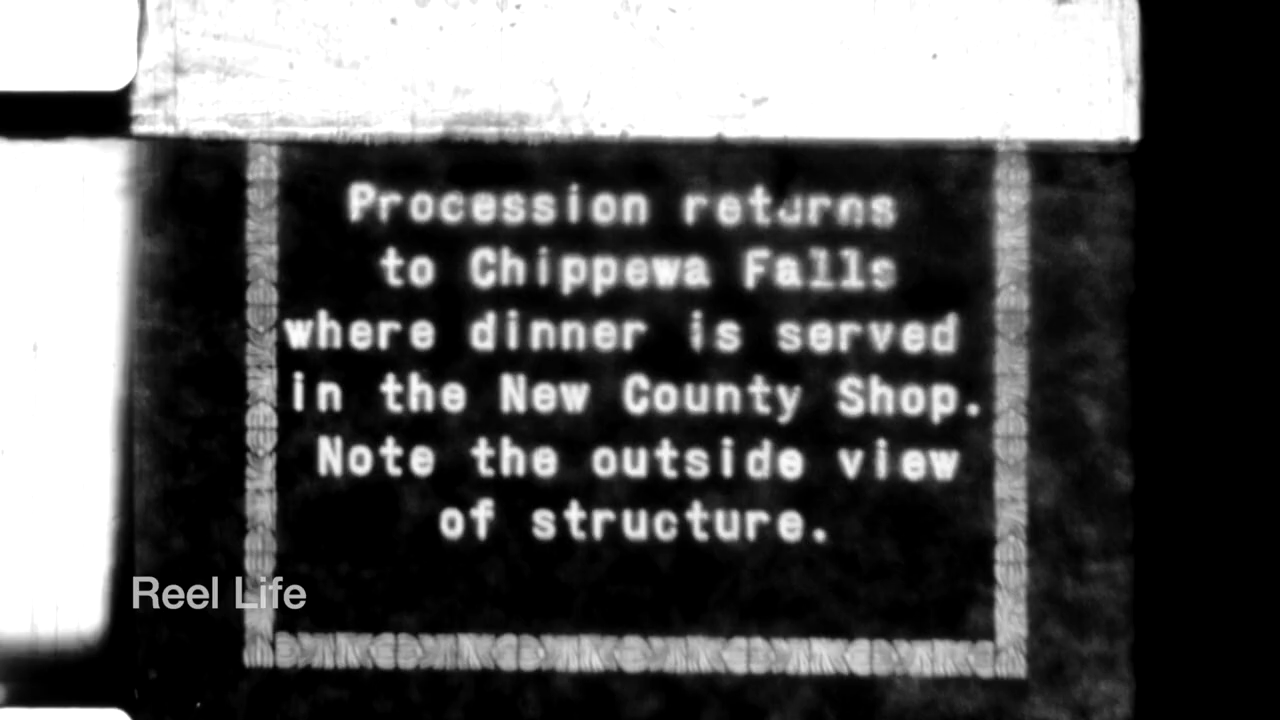 Procession returns
to Chippewa Falls
where dinner is served
in the New County Shop.
Note the outside view
of structure.
Reel Life